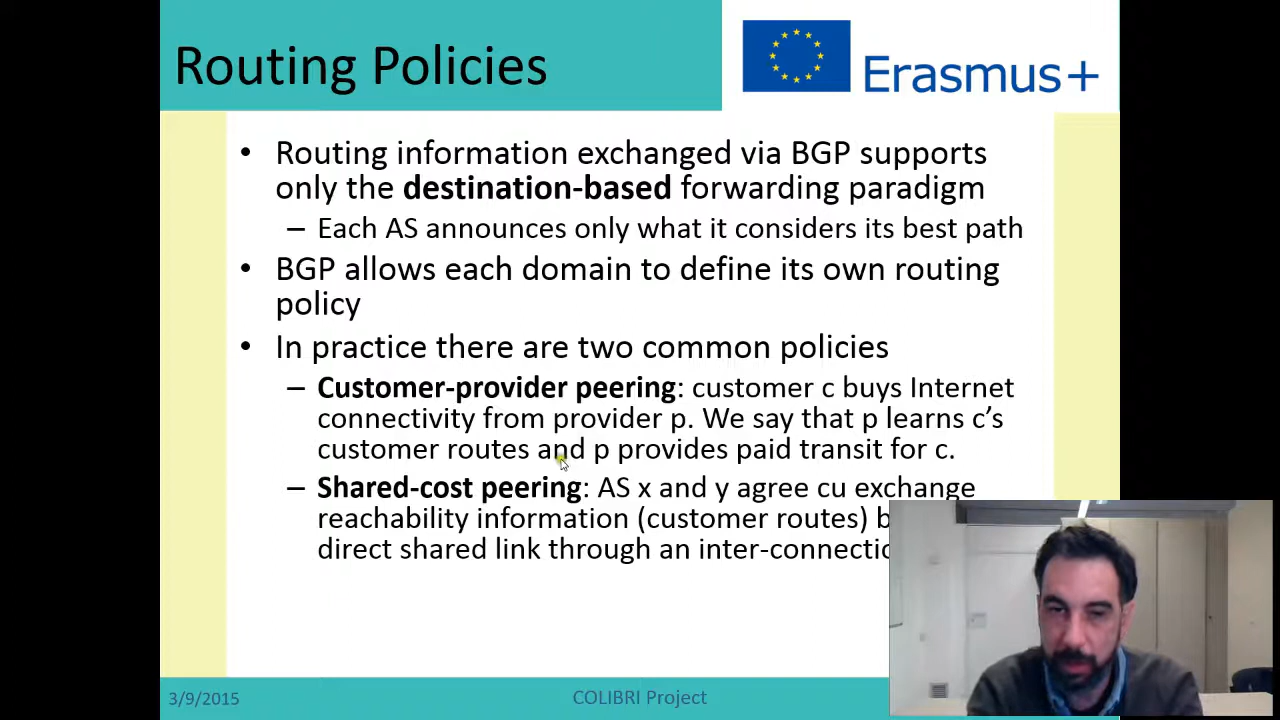 Routing Policies
Erasmus+
• Routing information exchanged via BGP supports
only the destination-based forwarding paradigm
– Each AS announces only what it considers its best path
• BGP allows each domain to define its own routing
policy
• In practice there are two common policies
– Customer-provider peering: customer c buys Internet
connectivity from provider p. We say that p learns c’s
customer routes and p provides paid transit for c.
– Shared-cost peering: AS x and y agree cu exchange
reachability information (customer routes)
direct shared link through an
3/9/2015
COLIBRI Project
Erasmus+